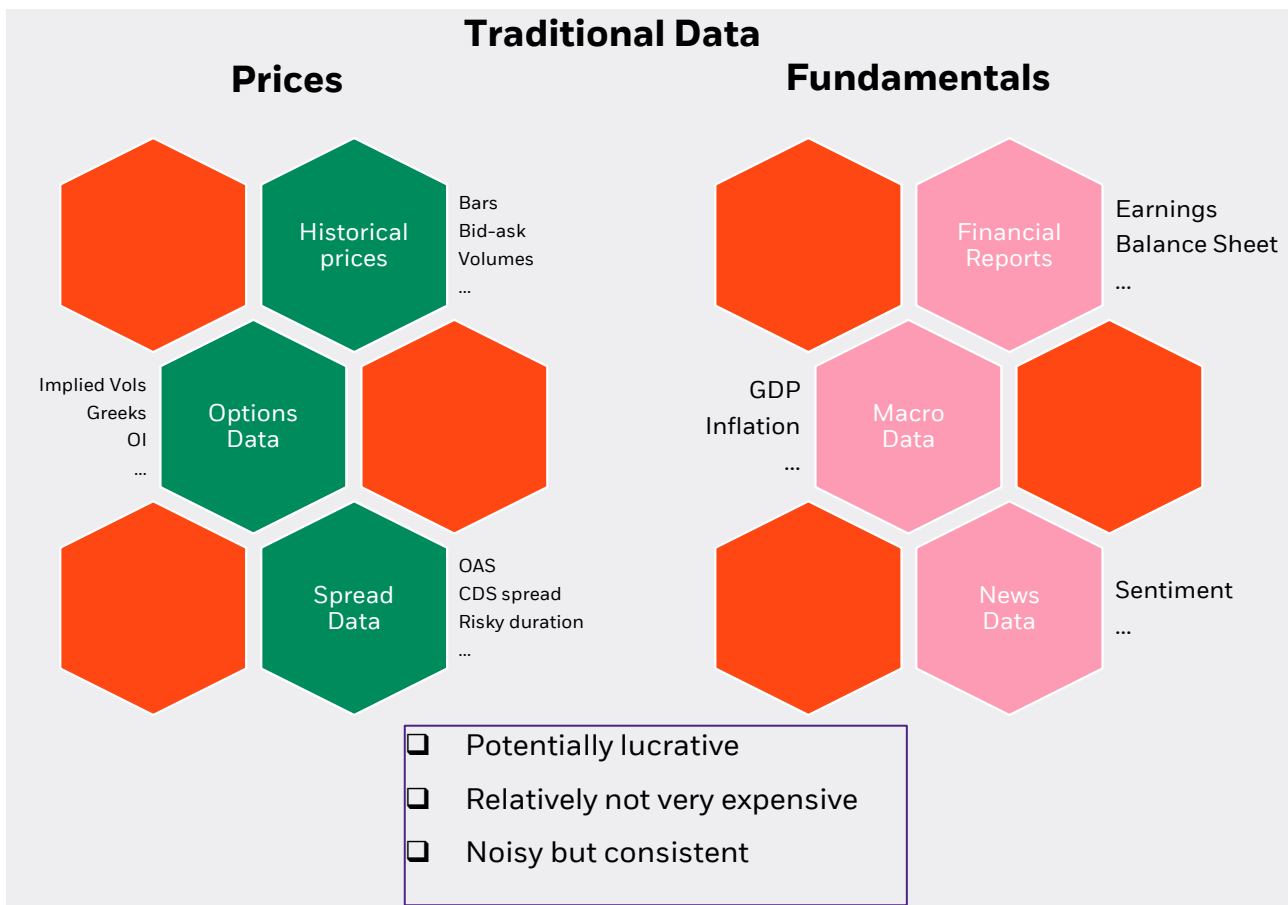 Traditional Data
Prices
Historical
prices
Bars
Bid-ask
Volumes
...
Implied Vols
Greeks
OI
...
Options
Data
Spread
Data
OAS
CDS spread
Risky duration
...
Fundamentals
Financial
Reports
Earnings
Balance Sheet
...
GDP
Inflation
...
Macro
Data
News
Data
Sentiment
...
❑ Potentially lucrative
❑ Relatively not very expensive
❑ Noisy but consistent